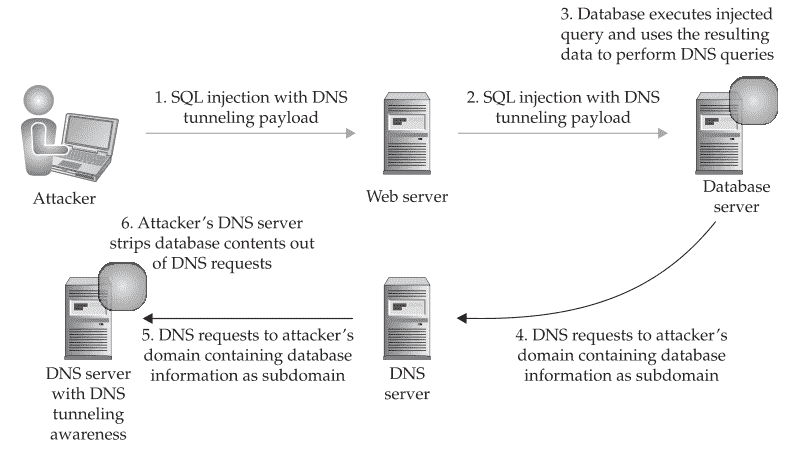 3. Database executes injected
query and uses the resulting
data to perform DNS queries
1. SQL injection with DNS
tunneling payload
2. SQL injection with DNS
tunneling payload
Attacker
Web server
Database
server
6. Attacker's DNS server
strips database contents out
of DNS requests
5. DNS requests to attacker's
domain containing database
information as subdomain
4. DNS requests to attacker's
domain containing database
information as subdomain
DNS server
with DNS
tunneling
awareness
DNS
server